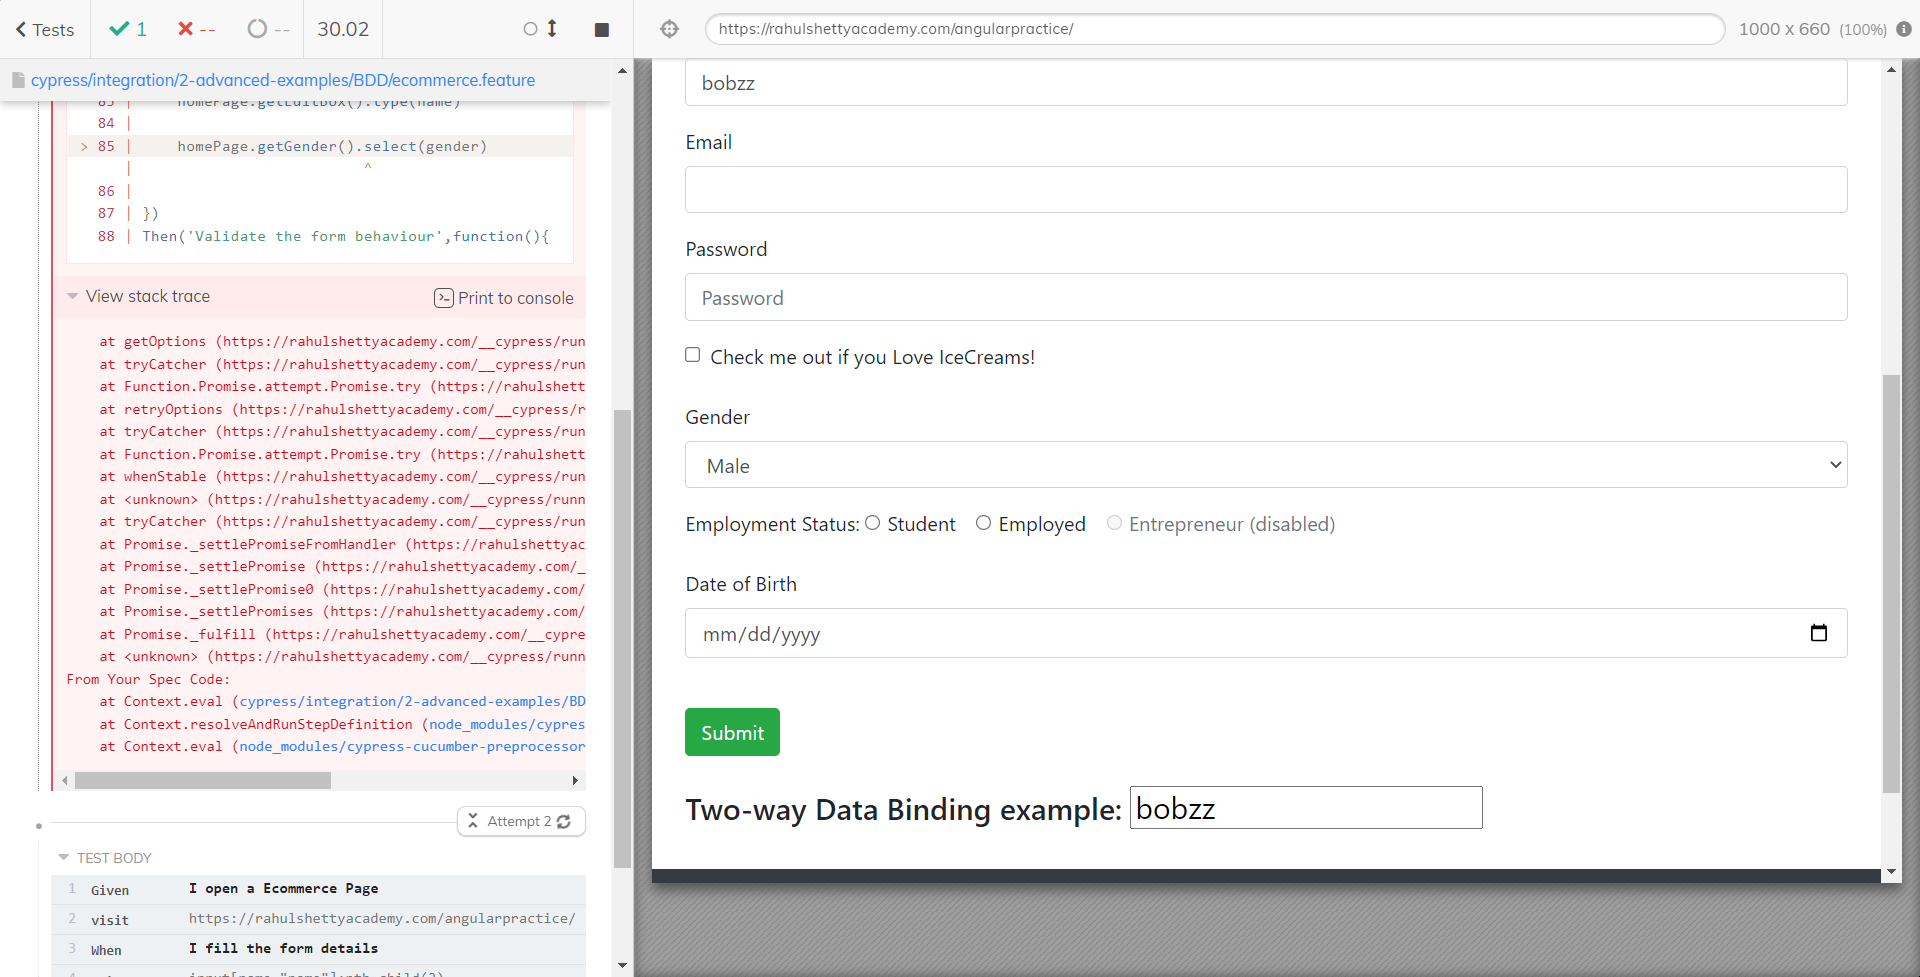 Tests
1
--
--
30.02
https://rahulshettyacademy.com/angularpractice/
1000 x 660 (100%)
cypress/integration/2-advanced-examples/BDD/ecommerce.feature
83 | homePage.getEditBox().type(name)
84 |
> 85 | homePage.getGender().select(gender)
| ^
86 |
87 | })
88 | Then('Validate the form behaviour',function(){
View stack trace
Print to console
at getOptions (https://rahulshettyacademy.com/__cypress/run
at tryCatcher (https://rahulshettyacademy.com/__cypress/run
at Function.Promise.attempt.Promise.try (https://rahulshett
at retryOptions (https://rahulshettyacademy.com/__cypress/r
at tryCatcher (https://rahulshettyacademy.com/__cypress/run
at Function.Promise.attempt.Promise.try (https://rahulshett
at whenStable (https://rahulshettyacademy.com/__cypress/run
at <unknown> (https://rahulshettyacademy.com/__cypress/runn
at tryCatcher (https://rahulshettyacademy.com/__cypress/run
at Promise._settlePromiseFromHandler (https://rahulshettyac
at Promise._settlePromise (https://rahulshettyacademy.com/_
at Promise._settlePromise0 (https://rahulshettyacademy.com/
at Promise._settlePromises (https://rahulshettyacademy.com/
at Promise._fulfill (https://rahulshettyacademy.com/__cypre
at <unknown> (https://rahulshettyacademy.com/__cypress/runn
From Your Spec Code:
at Context.eval (cypress/integration/2-advanced-examples/BD
at Context.resolveAndRunStepDefinition (node_modules/cypres
at Context.eval (node_modules/cypress-cucumber-preprocessor
Attempt 2
TEST BODY
1 Given I open a Ecommerce Page
2 visit https://rahulshettyacademy.com/angularpractice/
3 When I fill the form details
bobzz
Email
Password
Password
Check me out if you Love IceCreams!
Gender
Male
Employment Status: Student Employed Entrepreneur (disabled)
Date of Birth
mm/dd/yyyy
Submit
Two-way Data Binding example: bobzz